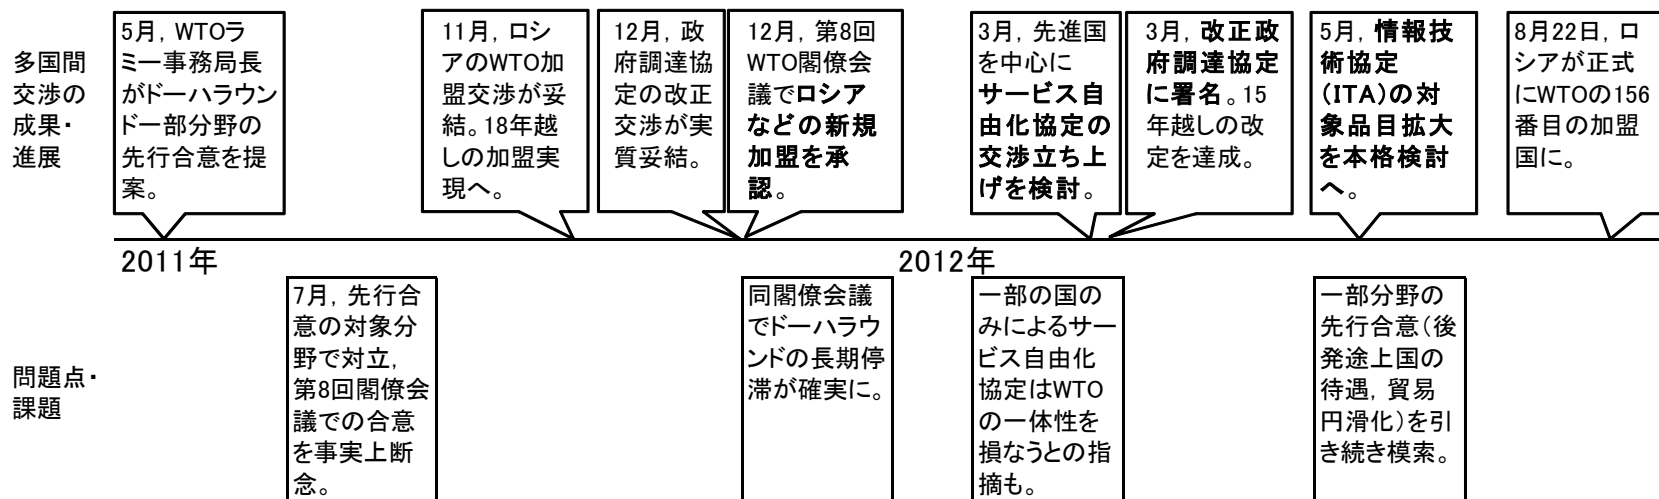 多国間
交渉の
成果・
進展
5月，WTOラ
ミー事務局長
がドーハラウン
ド一部分野の
先行合意を提
案。
11月，ロシ
アのWTO加
盟交渉が妥
結。18年越
しの加盟実
現へ。
12月，政
府調達協
定の改正
交渉が実
質妥結。
12月，第8回
WTO閣僚会
議でロシア
などの新規
加盟を承
認。
3月，先進国
を中心に
サービス自
由化協定の
交渉立ち上
げを検討。
3月，改正政
府調達協定
に署名。15
年越しの改
定を達成。
5月，情報技
術協定
（ITA）の対
象品目拡大
を本格検討
へ。
8月22日，ロ
シアが正式
にWTOの156
番目の加盟
国に。
2011年
2012年
問題点・
課題
7月，先行合
意の対象分
野で対立，
第8回閣僚会
議での合意
を事実上断
念。
同閣僚会議
でドーハラウ
ンドの長期停
滞が確実に。
一部の国の
みによるサー
ビス自由化
協定はWTO
の一体性を
損なうとの指
摘も。
一部分野の
先行合意（後
発途上国の
待遇，貿易
円滑化）を引
き続き模索。